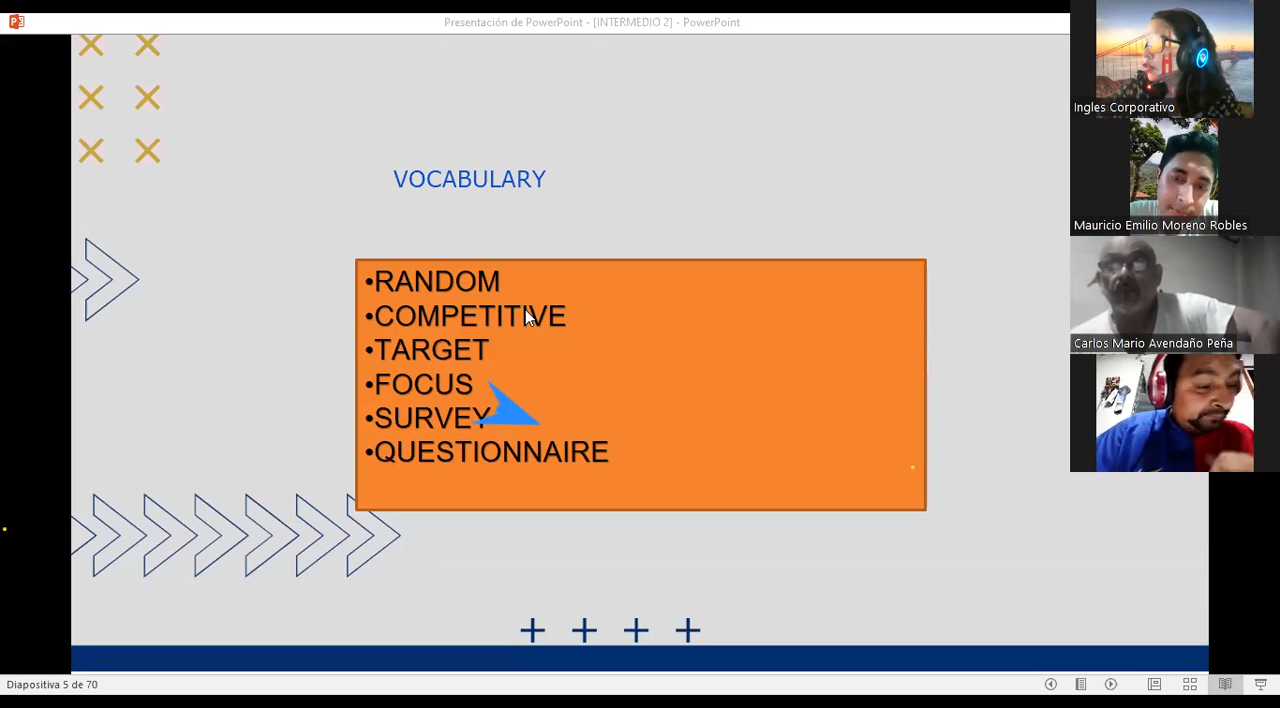 Presentación de PowerPoint - [INTERMEDIO 2] - PowerPoint
Ingles Corporativo
Mauricio Emilio Moreno Robles
Carlos Mario Avendaño Peña
VOCABULARY
•RANDOM
•COMPETITIVE
•TARGET
•FOCUS
•SURVEY
•QUESTIONNAIRE
Diapositiva 5 de 70